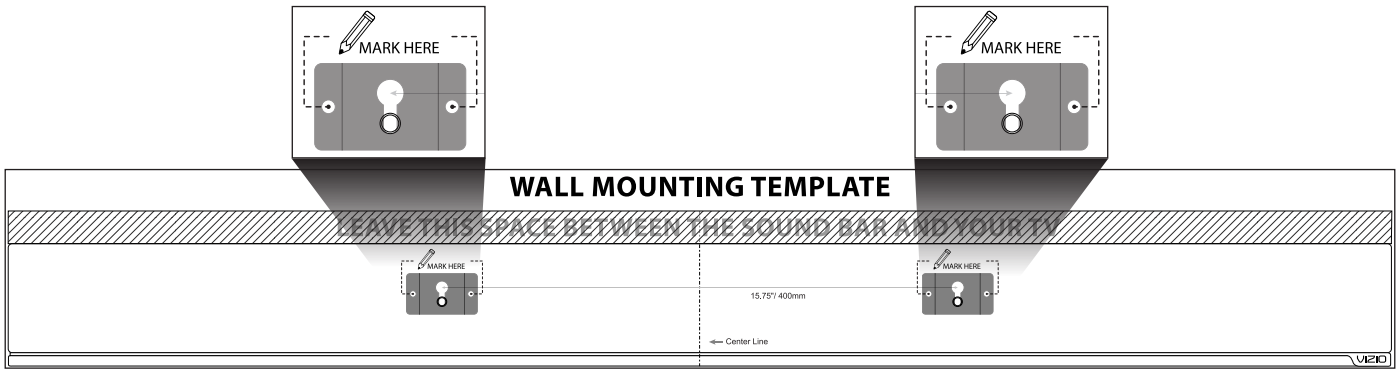 MARK HERE
MARK HERE
WALL MOUNTING TEMPLATE
LEAVE THIS SPACE BETWEEN THE SOUND BAR AND YOUR TV
MARK HERE
MARK HERE
15.75"/ 400mm
Center Line
VIZIO